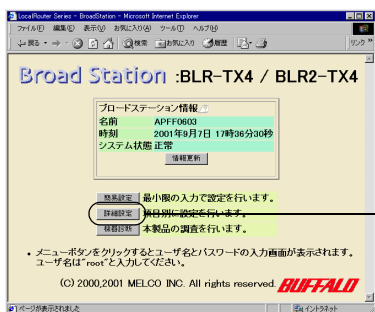 LocalRouter Series - BroadStation - Microsoft Internet Explorer
ファイル(F) 編集(E) 表示(V) お気に入り(A) ツール(T) ヘルプ(H)
戻る 検索 お気に入り 履歴 リンク »
Broad Station :BLR-TX4 / BLR2-TX4
ブロードステーション情報
名前 APFF0603
時刻 2001年9月7日 17時36分30秒
システム状態 正常
情報更新
簡易設定 最小限の入力で設定を行います。
詳細設定 項目別に設定を行います。
機器診断 本製品の調査を行います。
• メニューボタンをクリックするとユーザ名とパスワードの入力画面が表示されます。
ユーザ名は"root"と入力してください。
(C) 2000,2001 MELCO INC. All rights reserved. BUFFALO
ページが表示されました イントラネット